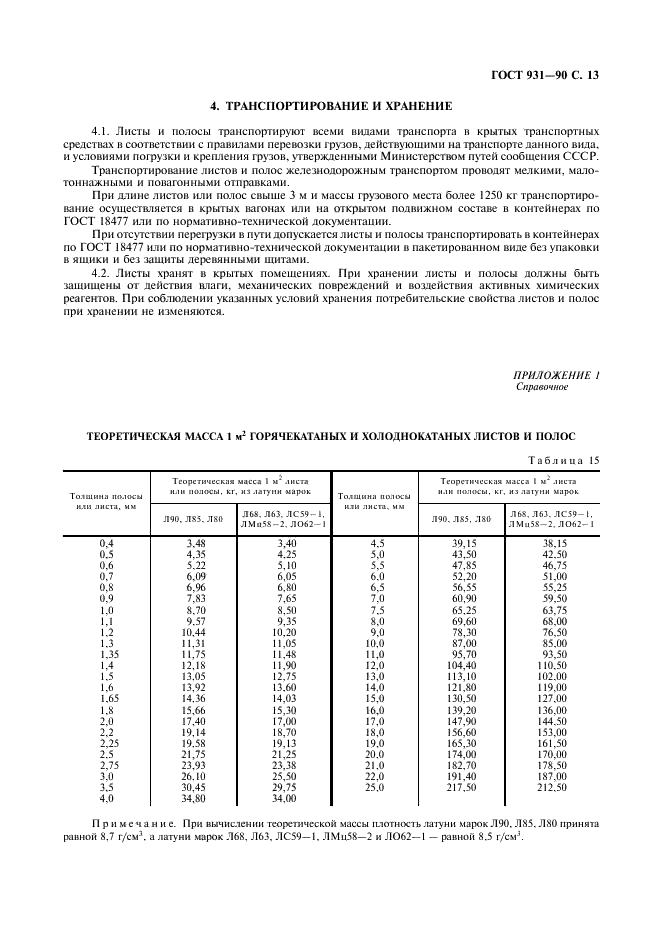 ГОСТ 931—90 С. 13
4. ТРАНСПОРТИРОВАНИЕ И ХРАНЕНИЕ
4.1. Листы и полосы транспортируют всеми видами транспорта в крытых транспортных
средствах в соответствии с правилами перевозки грузов, действующими на транспорте данного вида,
и условиями погрузки и крепления грузов, утвержденными Министерством путей сообщения СССР.
Транспортирование листов и полос железнодорожным транспортом проводят мелкими, мало-
тоннажными и повагонными отправками.
При длине листов или полос свыше 3 м и массы грузового места более 1250 кг транспортиро-
вание осуществляется в крытых вагонах или на открытом подвижном составе в контейнерах по
ГОСТ 18477 или по нормативно-технической документации.
При отсутствии перегрузки в пути допускается листы и полосы транспортировать в контейнерах
по ГОСТ 18477 или по нормативно-технической документации в пакетированном виде без упаковки
в ящики и без защиты деревянными щитами.
4.2. Листы хранят в крытых помещениях. При хранении листы и полосы должны быть
защищены от действия влаги, механических повреждений и воздействия активных химических
реагентов. При соблюдении указанных условий хранения потребительские свойства листов и полос
при хранении не изменяются.
ПРИЛОЖЕНИЕ 1
Справочное
ТЕОРЕТИЧЕСКАЯ МАССА 1 м² ГОРЯЧЕКАТАНЫХ И ХОЛОДНОКАТАНЫХ ЛИСТОВ И ПОЛОС
Таблица 15
Толщина полосы
или листа, мм
Теоретическая масса 1 м² листа
или полосы, кг, из латуни марок
Л90, Л85, Л80
Л68, Л63, ЛС59—1,
ЛМц58—2, ЛО62—1
Толщина полосы
или листа, мм
Теоретическая масса 1 м² листа
или полосы, кг, из латуни марок
Л90, Л85, Л80
Л68, Л63, ЛС59—1,
ЛМц58—2, ЛО62—1
0,4 3,48 3,40 4,5 39,15 38,15
0,5 4,35 4,25 5,0 43,50 42,50
0,6 5,22 5,10 5,5 47,85 46,75
0,7 6,09 6,05 6,0 52,20 51,00
0,8 6,96 6,80 6,5 56,55 55,25
0,9 7,83 7,65 7,0 60,90 59,50
1,0 8,70 8,50 7,5 65,25 63,75
1,1 9,57 9,35 8,0 69,60 68,00
1,2 10,44 10,20 9,0 78,30 76,50
1,3 11,31 11,05 10,0 87,00 85,00
1,35 11,75 11,48 11,0 95,70 93,50
1,4 12,18 11,90 12,0 104,40 110,50
1,5 13,05 12,75 13,0 113,10 102,00
1,6 13,92 13,60 14,0 121,80 119,00
1,65 14,36 14,03 15,0 130,50 127,00
1,8 15,66 15,30 16,0 139,20 136,00
2,0 17,40 17,00 17,0 147,90 144,50
2,2 19,14 18,70 18,0 156,60 153,00
2,25 19,58 19,13 19,0 165,30 161,50
2,5 21,75 21,25 20,0 174,00 170,00
2,75 23,93 23,38 21,0 182,70 178,50
3,0 26,10 25,50 22,0 191,40 187,00
3,5 30,45 29,75 25,0 217,50 212,50
4,0 34,80 34,00
Примечание. При вычислении теоретической массы плотность латуни марок Л90, Л85, Л80 принята
равной 8,7 г/см³, а латуни марок Л68, Л63, ЛС59—1, ЛМц58—2 и ЛО62—1 — равной 8,5 г/см³.